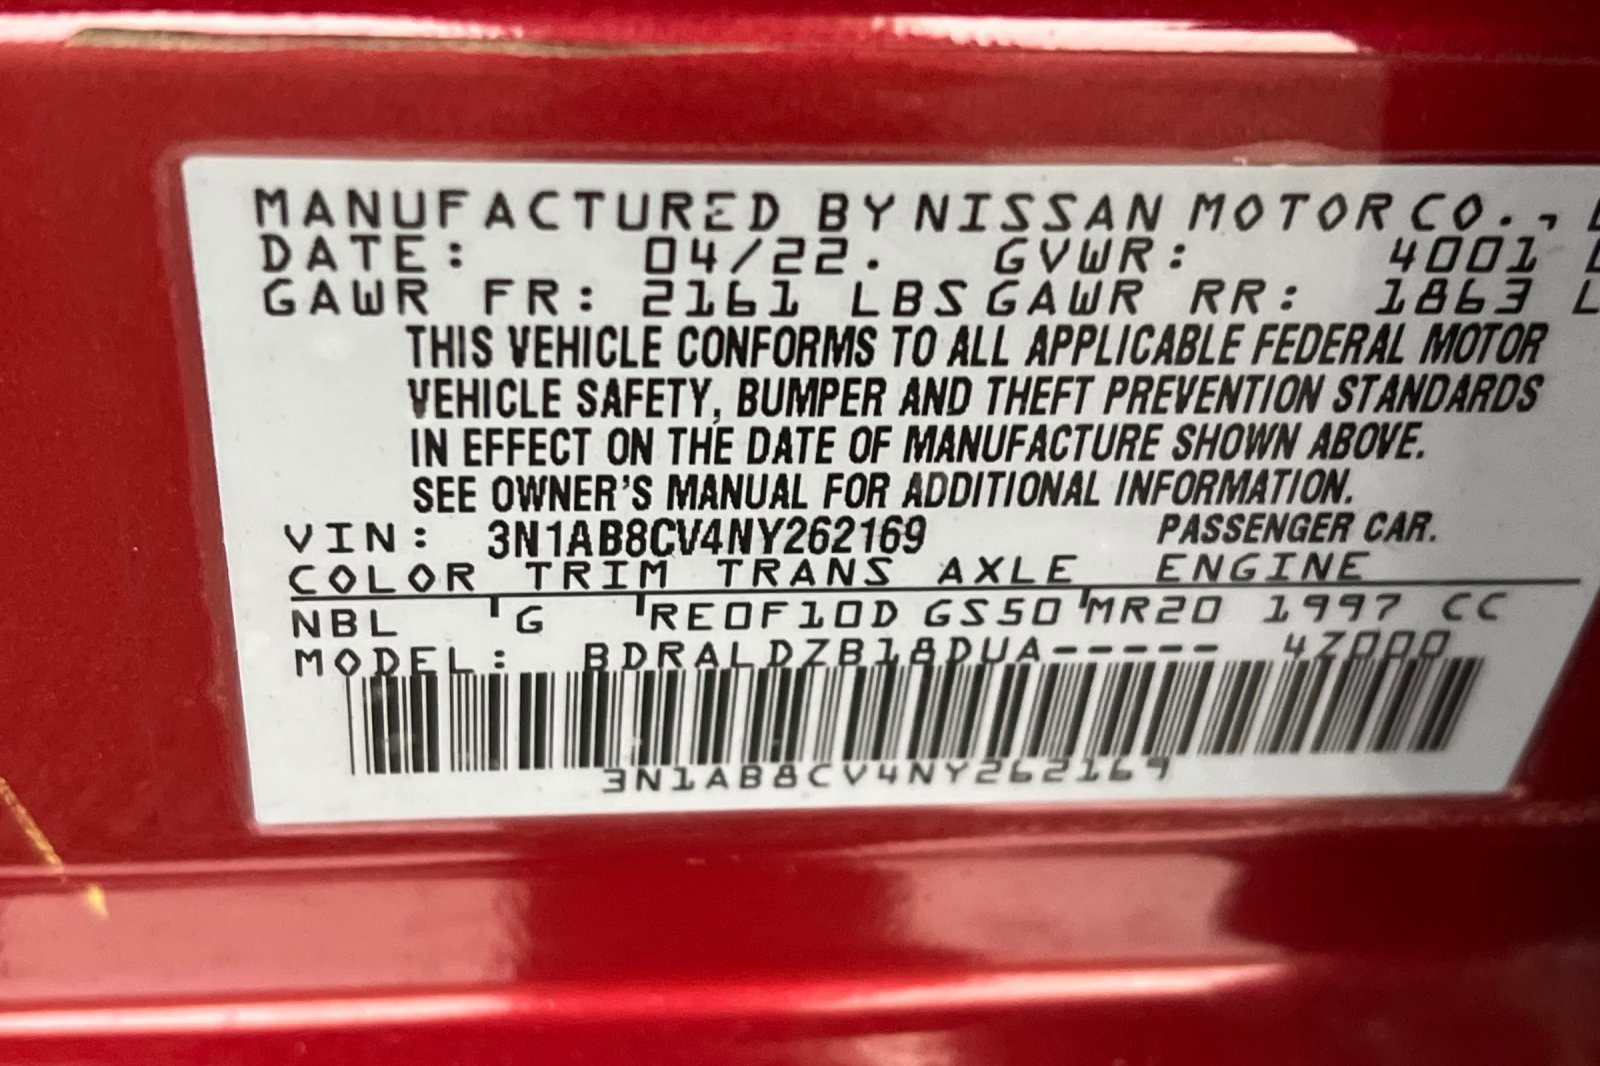 MANUFACTURED BY NISSAN MOTOR CO.,
DATE: 04/22. GVWR: 4001
GAWR FR: 2161 LBS GAWR RR: 1863 L
THIS VEHICLE CONFORMS TO ALL APPLICABLE FEDERAL MOTOR
VEHICLE SAFETY, BUMPER AND THEFT PREVENTION STANDARDS
IN EFFECT ON THE DATE OF MANUFACTURE SHOWN ABOVE.
SEE OWNER'S MANUAL FOR ADDITIONAL INFORMATION.
VIN: 3N1AB8CV4NY262169 PASSENGER CAR.
COLOR TRIM TRANS AXLE ENGINE
NBL G RE0F10D GS50 MR20 1997 CC
MODEL: BDRALDZB18DUA----- 4Z000
3N1AB8CV4NY262169